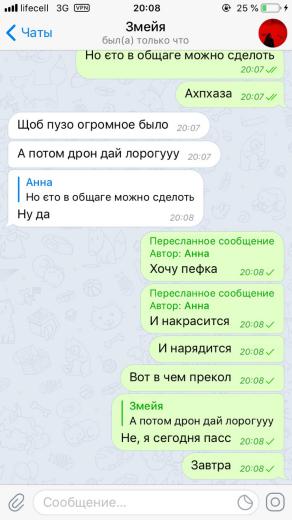 lifecell 3G VPN 20:08 25 %
Чаты
Змейя
был(а) только что
Но єто в общаге можно сделать
20:07
Ахпхаза 20:07
Щоб пузо огромное было 20:07
А потом дрон дай лорогууу 20:07
Анна
Но єто в общаге можно сделать
Ну да 20:08
Пересланное сообщение
Автор: Анна
Хочу пефка 20:08
Пересланное сообщение
Автор: Анна
И накрасится 20:08
И нарядится 20:08
Вот в чем прекол 20:08
Змейя
А потом дрон дай лорогууу
Не, я сегодня пасс 20:08
Завтра 20:08
Сообщение...